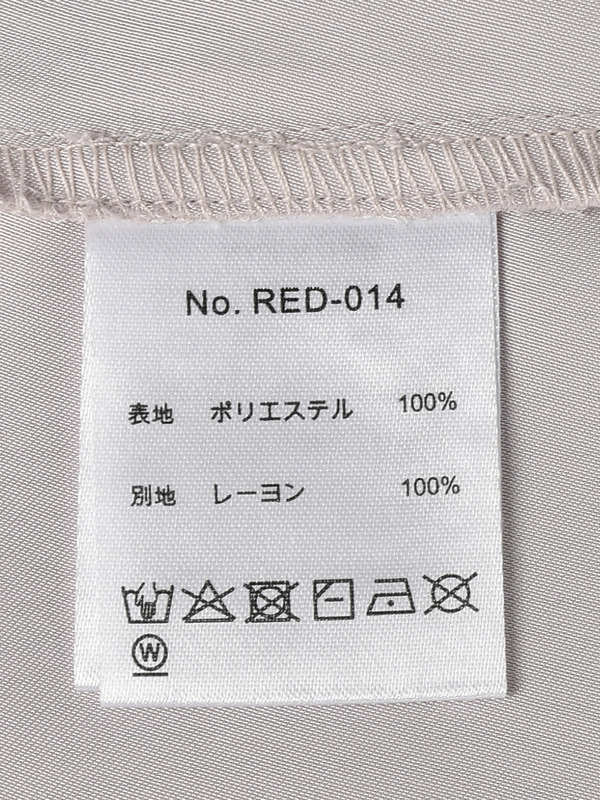 No. RED-014
表地 ポリエステル 100%
別地 レーヨン 100%
W